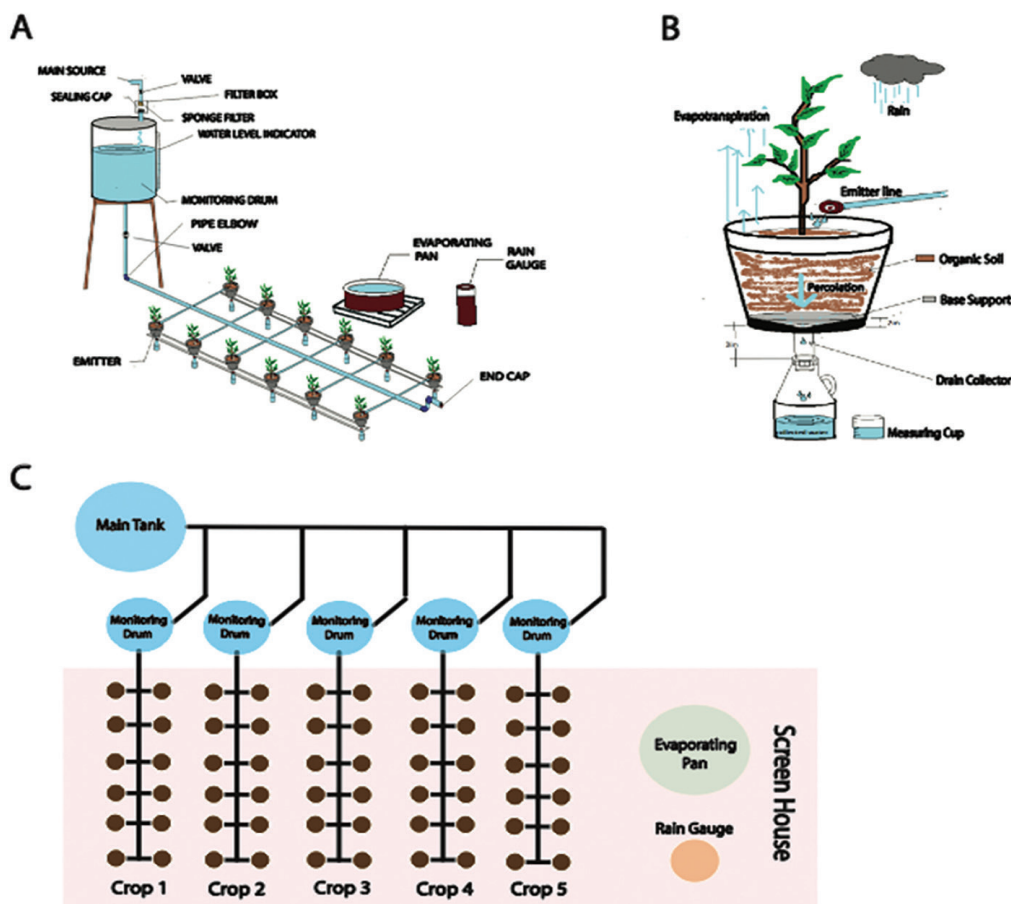 A
MAIN SOURCE
VALVE
SEALING CAP
FILTER BOX
SPONGE FILTER
WATER LEVEL INDICATOR
MONITORING DRUM
PIPE ELBOW
VALVE
EVAPORATING
PAN
RAIN
GAUGE
EMITTER
END CAP
B
Rain
Evapotranspiration
Emitter line
Organic Soil
Percolation
Base Support
2in
Drain Collector
Measuring Cup
C
Main Tank
Monitoring
Drum
Monitoring
Drum
Monitoring
Drum
Monitoring
Drum
Monitoring
Drum
Evaporating
Pan
Screen House
Rain Gauge
Crop 1
Crop 2
Crop 3
Crop 4
Crop 5